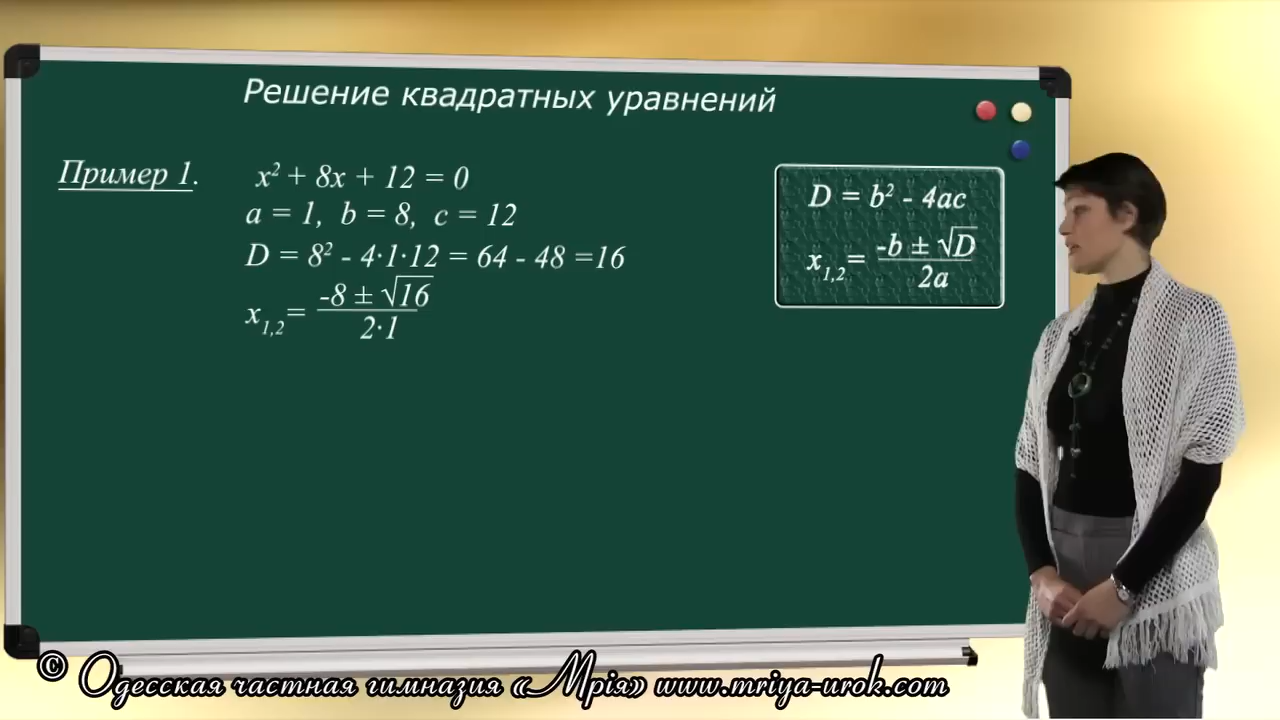 Решение квадратных уравнений
Пример 1. x² + 8x + 12 = 0
a = 1, b = 8, c = 12
D = 8² - 4·1·12 = 64 - 48 =16
x₁,₂= (-8 ± √16) / (2·1)
D = b² - 4ac
x₁,₂= (-b ± √D) / (2a)
© Одесская частная гимназия «Мрія» www.mriya-urok.com